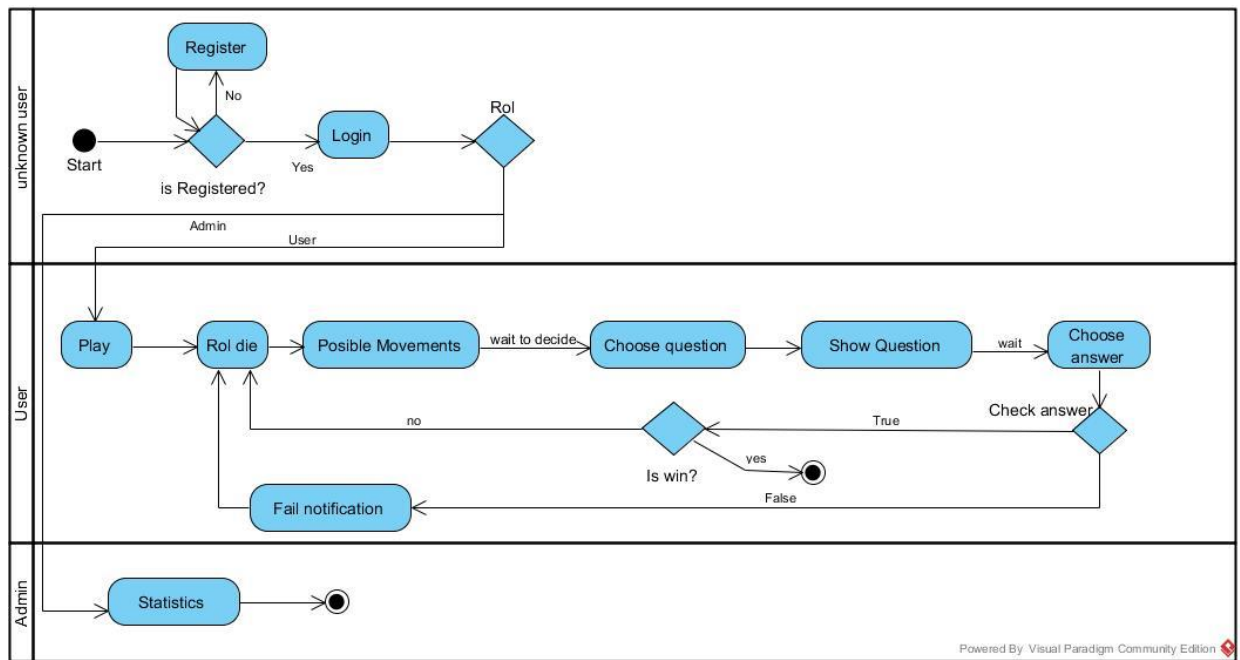 unknown user
Register
No
Rol
Start
Login
Yes
is Registered?
Admin
User
User
Play
Rol die
Posible Movements
wait to decide
Choose question
Show Question
wait
Choose
answer
Check answer
no
True
yes
Is win?
Fail notification
False
Admin
Statistics
Powered By Visual Paradigm Community Edition